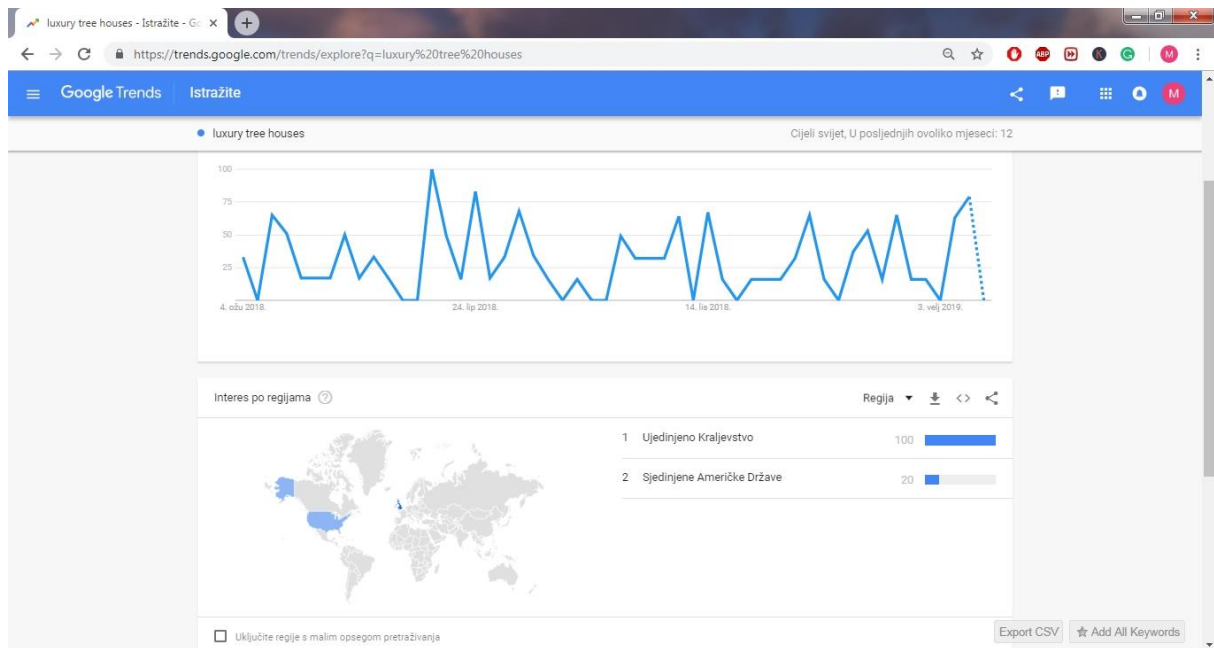 luxury tree houses - Istražite - Go
https://trends.google.com/trends/explore?q=luxury%20tree%20houses
ABP
K
G
M
Google Trends Istražite
M
luxury tree houses
Cijeli svijet, U posljednjih ovoliko mjeseci: 12
100
75
50
25
4. ožu 2018.
24. lip 2018.
14. lis 2018.
3. velj 2019.
Interes po regijama
Regija
1 Ujedinjeno Kraljevstvo 100
2 Sjedinjene Američke Države 20
Uključite regije s malim opsegom pretraživanja
Export CSV
Add All Keywords